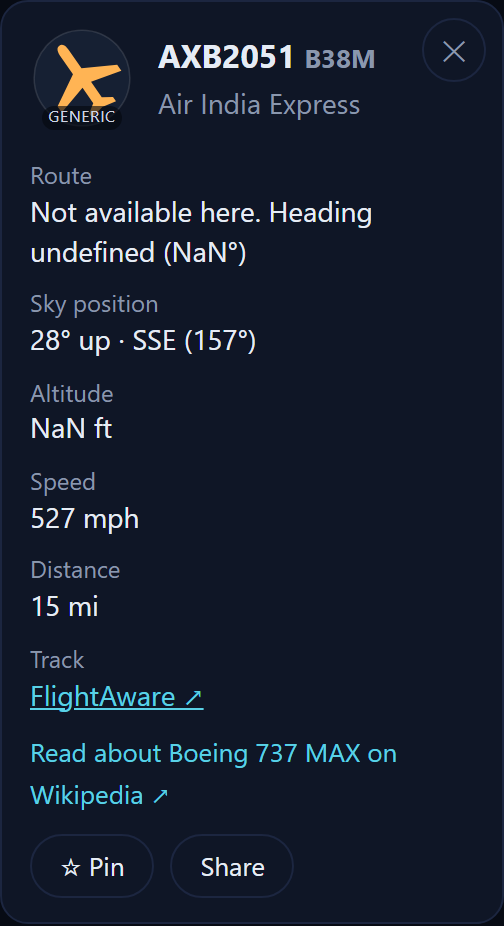 AXB2051 B38M
GENERIC
Air India Express
Route
Not available here. Heading
undefined (NaN°)
Sky position
28° up · SSE (157°)
Altitude
NaN ft
Speed
527 mph
Distance
15 mi
Track
FlightAware ↗
Read about Boeing 737 MAX on
Wikipedia ↗
☆ Pin
Share